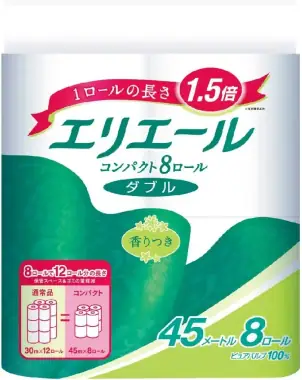 1ロールの長さ 1.5倍
エリエール
コンパクト8ロール
ダブル
香りつき
8ロールで12ロール分の長さ
通常品
コンパクト
=
30m×12ロール
45m×8ロール
45メートル 8ロール
ピュアパルプ100%